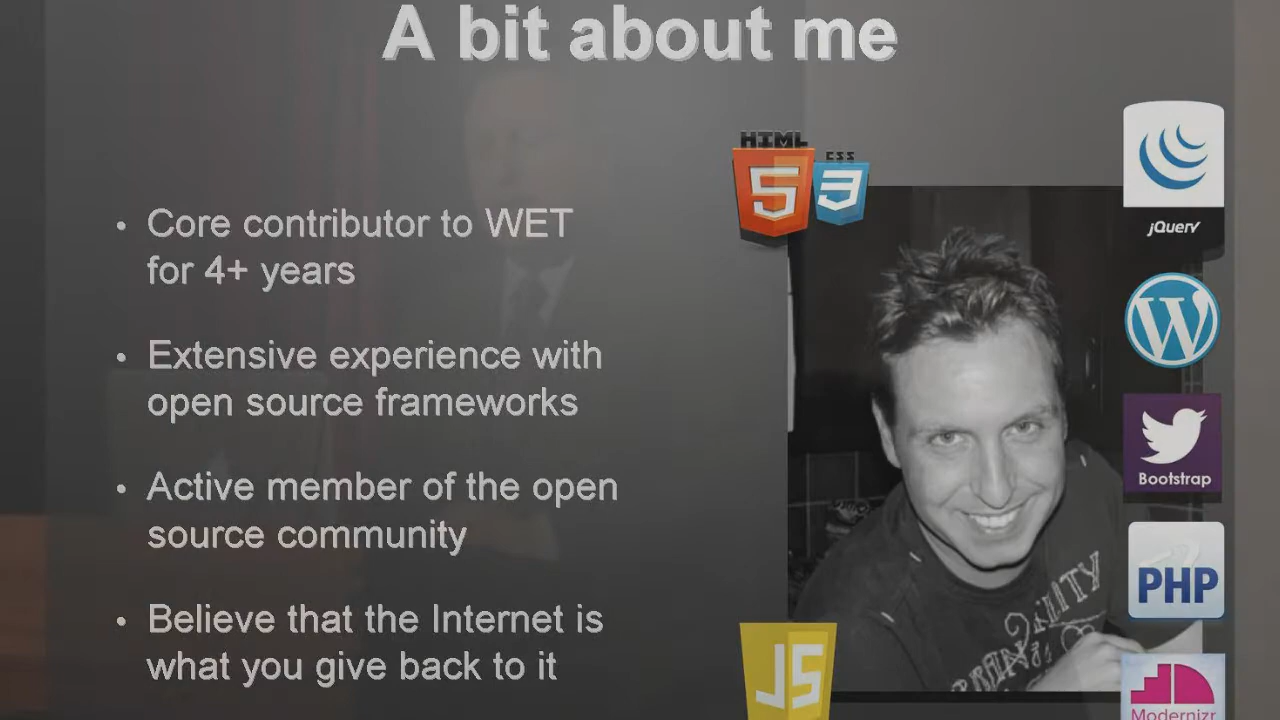 A bit about me
• Core contributor to WET
for 4+ years
• Extensive experience with
open source frameworks
• Active member of the open
source community
• Believe that the Internet is
what you give back to it
HTML
5
CSS
3
jQuery
W
Bootstrap
PHP
JS
Modernizr